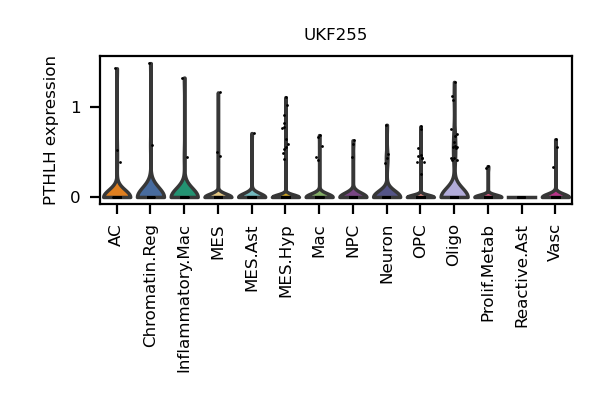 UKF255
PTHLH expression
1
0
AC
Chromatin.Reg
Inflammatory.Mac
MES
MES.Ast
MES.Hyp
Mac
NPC
Neuron
OPC
Oligo
Prolif.Metab
Reactive.Ast
Vasc